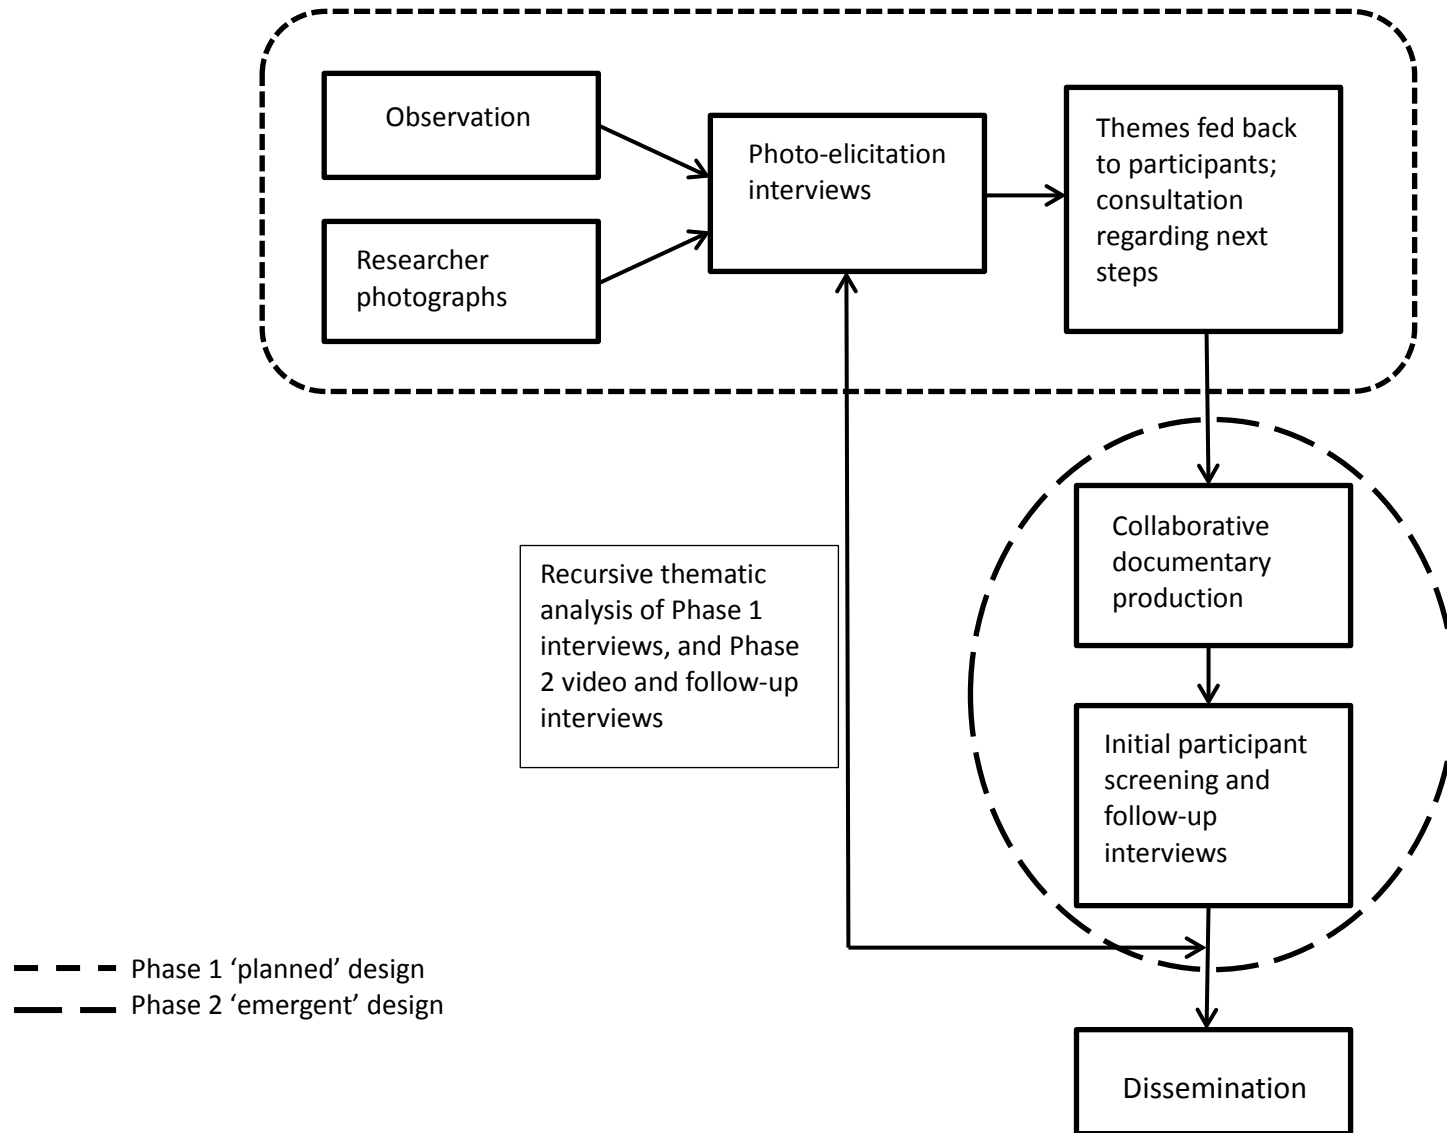 Observation
Researcher
photographs
Photo-elicitation
interviews
Themes fed back
to participants;
consultation
regarding next
steps
Collaborative
documentary
production
Recursive thematic
analysis of Phase 1
interviews, and Phase
2 video and follow-up
interviews
Initial participant
screening and
follow-up
interviews
Phase 1 ‘planned’ design
Phase 2 ‘emergent’ design
Dissemination